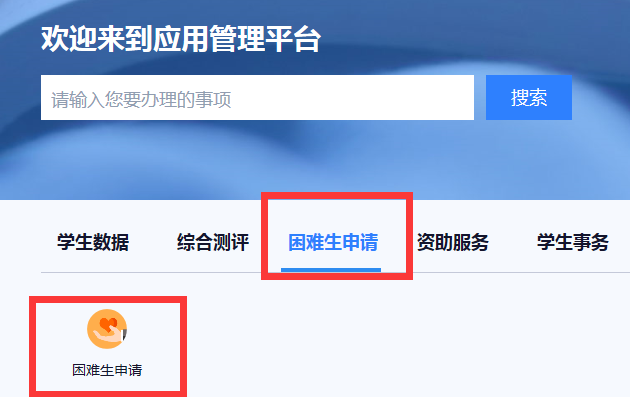 欢迎来到应用管理平台
请输入您要办理的事项 搜索
学生数据 综合测评 困难生申请 资助服务 学生事务
困难生申请